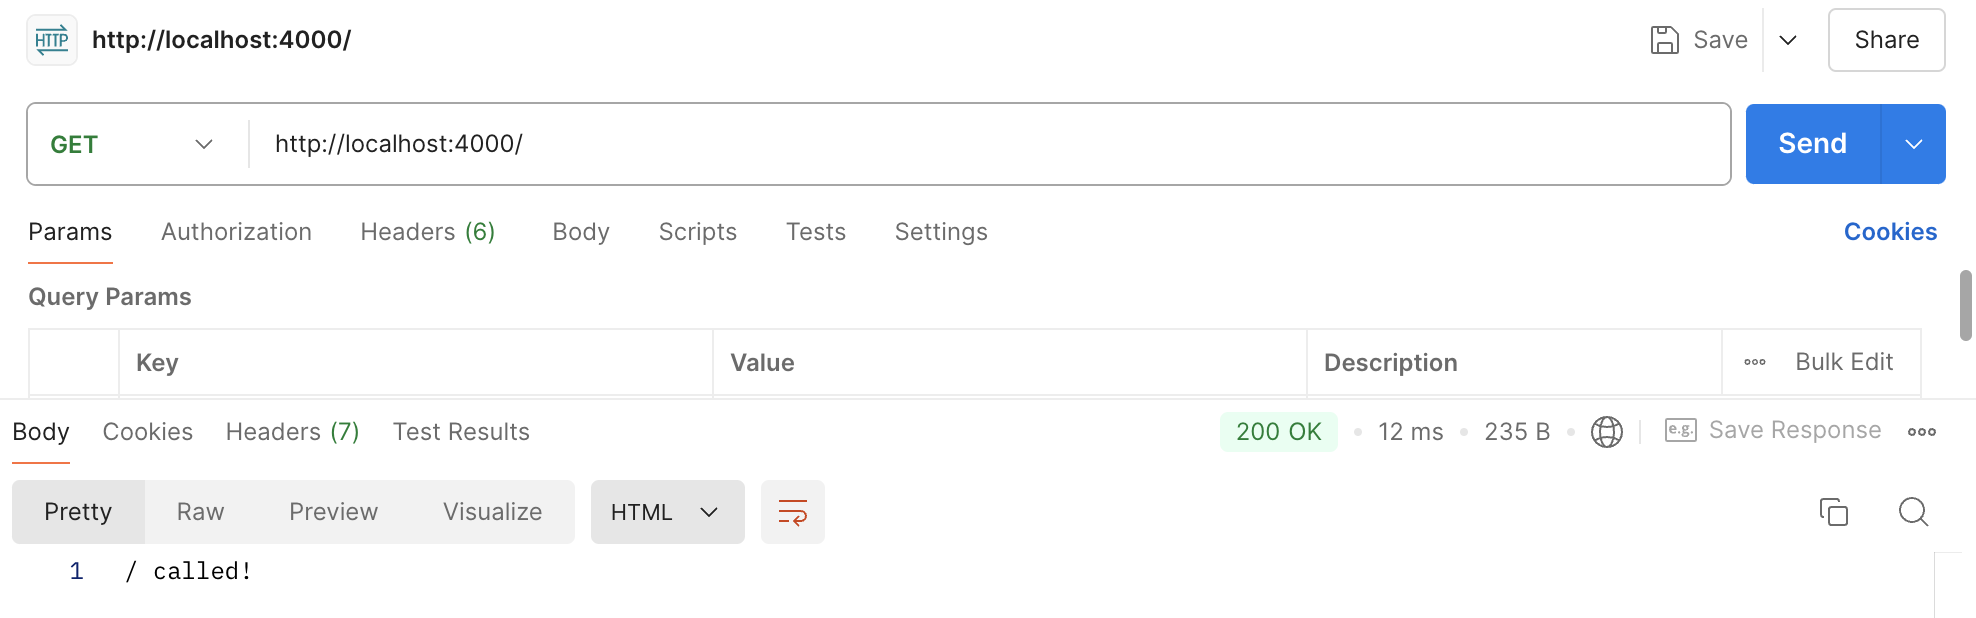 HTTP http://localhost:4000/ Save Share
GET http://localhost:4000/ Send
Params Authorization Headers (6) Body Scripts Tests Settings Cookies
Query Params
Key Value Description Bulk Edit
Body Cookies Headers (7) Test Results 200 OK 12 ms 235 B e.g. Save Response
Pretty Raw Preview Visualize HTML
1 / called!